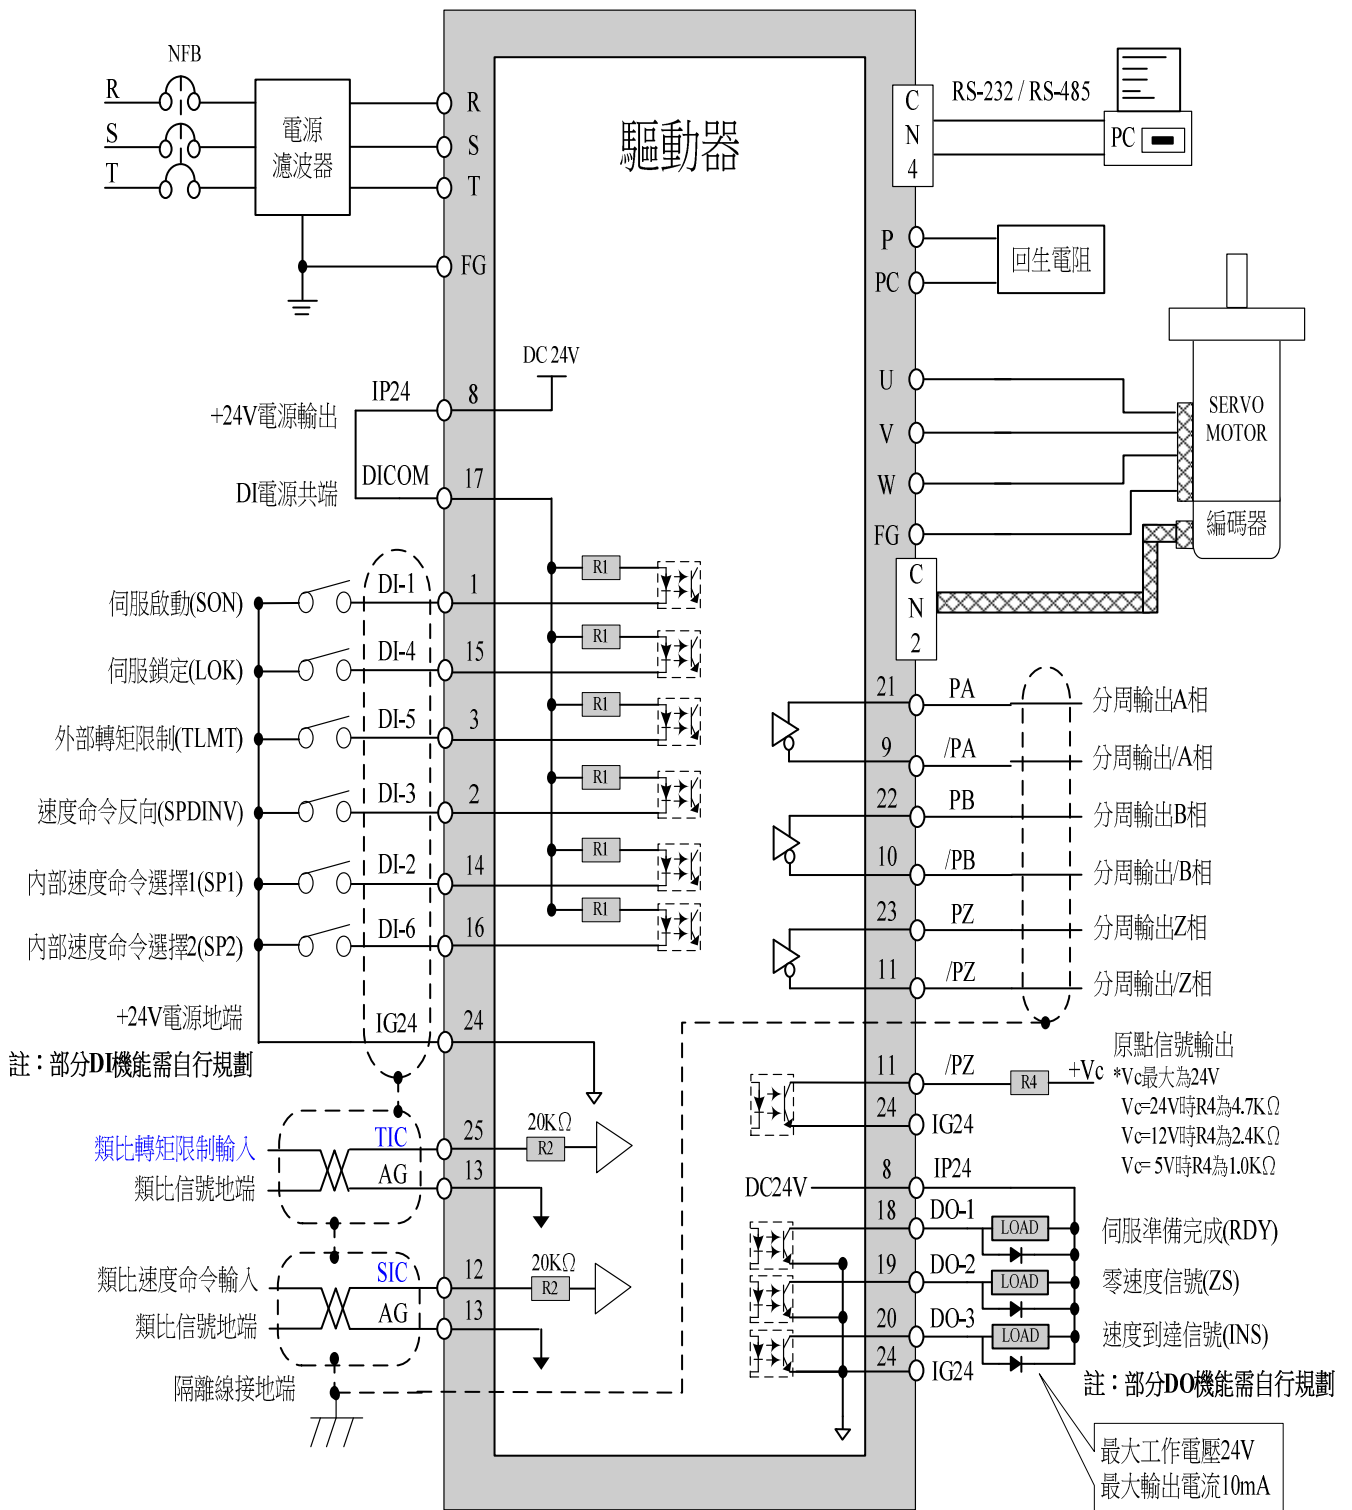 NFB
R
S
T
電源
濾波器
R
S
T
FG
驅動器
C
N
4
RS-232 / RS-485
PC
P
PC
回生電阻
U
V
W
FG
SERVO
MOTOR
編碼器
C
N
2
DC 24V
IP24
8
+24V電源輸出
DICOM
17
DI電源共端
伺服啟動(SON)
DI-1
1
R1
伺服鎖定(LOK)
DI-4
15
R1
外部轉矩限制(TLMT)
DI-5
3
R1
速度命令反向(SPDINV)
DI-3
2
R1
內部速度命令選擇1(SP1)
DI-2
14
R1
內部速度命令選擇2(SP2)
DI-6
16
R1
+24V電源地端
IG24
24
註：部分DI機能需自行規劃
類比轉矩限制輸入
TIC
25
20KΩ
R2
類比信號地端
AG
13
類比速度命令輸入
SIC
12
20KΩ
R2
類比信號地端
AG
13
隔離線接地端
21
PA
分周輸出A相
9
/PA
分周輸出/A相
22
PB
分周輸出B相
10
/PB
分周輸出/B相
23
PZ
分周輸出Z相
11
/PZ
分周輸出/Z相
11
/PZ
R4
+Vc
原點信號輸出
*Vc最大為24V
Vc=24V時R4為4.7KΩ
Vc=12V時R4為2.4KΩ
Vc= 5V時R4為1.0KΩ
24
IG24
DC24V
8
IP24
18
DO-1
LOAD
伺服準備完成(RDY)
19
DO-2
LOAD
零速度信號(ZS)
20
DO-3
LOAD
速度到達信號(INS)
24
IG24
註：部分DO機能需自行規劃
最大工作電壓24V
最大輸出電流10mA